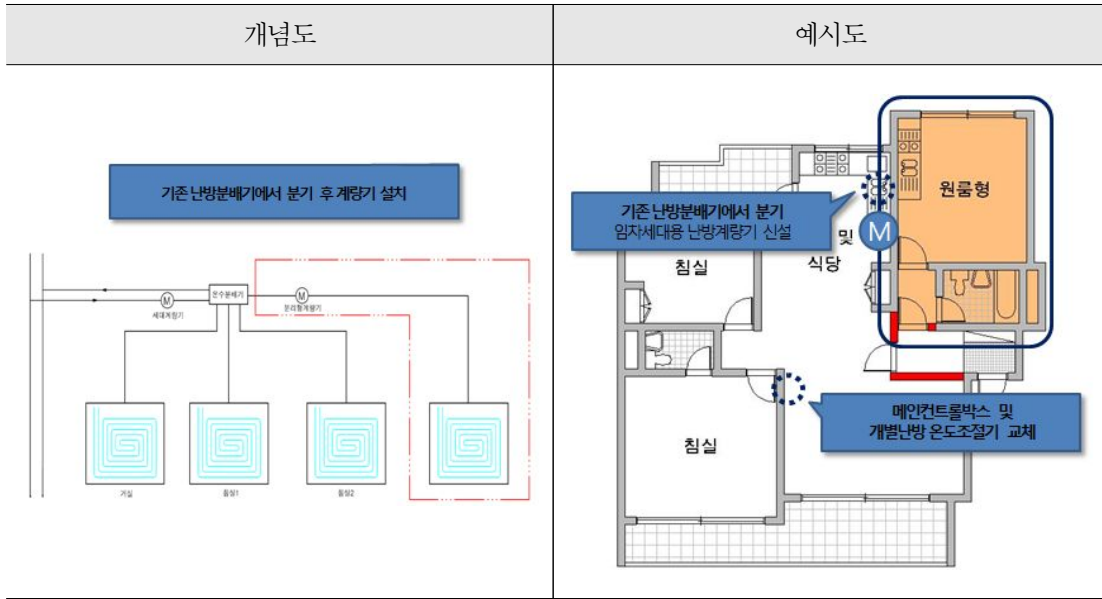 개념도
예시도
기존 난방분배기에서 분기 후 계량기 설치
온수분배기
M
세대계량기
M
분리형계량기
거실
침실1
침실2
원룸형
기존 난방분배기에서 분기
임차세대용 난방계량기 신설
M
및
식당
침실
메인컨트롤박스 및
개별난방 온도조절기 교체
침실